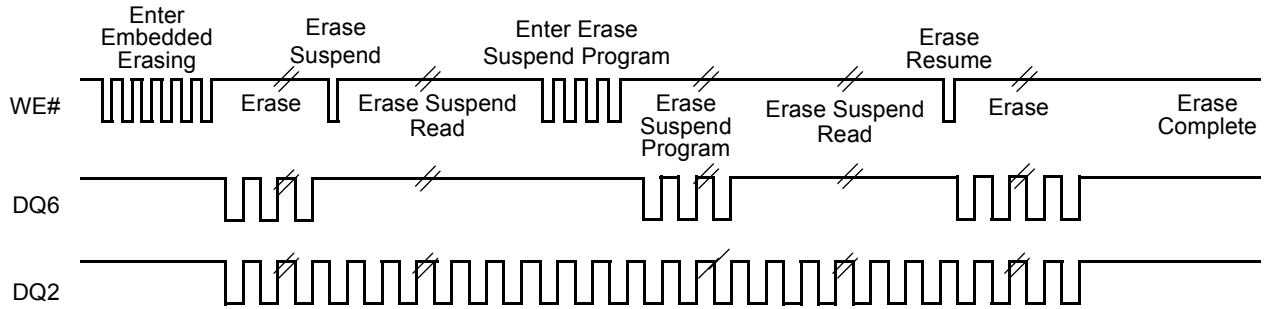 Enter
Embedded
Erasing
Erase
Suspend
Enter Erase
Suspend Program
Erase
Resume
WE#
Erase
Erase Suspend
Read
Erase
Suspend
Program
Erase Suspend
Read
Erase
Erase
Complete
DQ6
DQ2